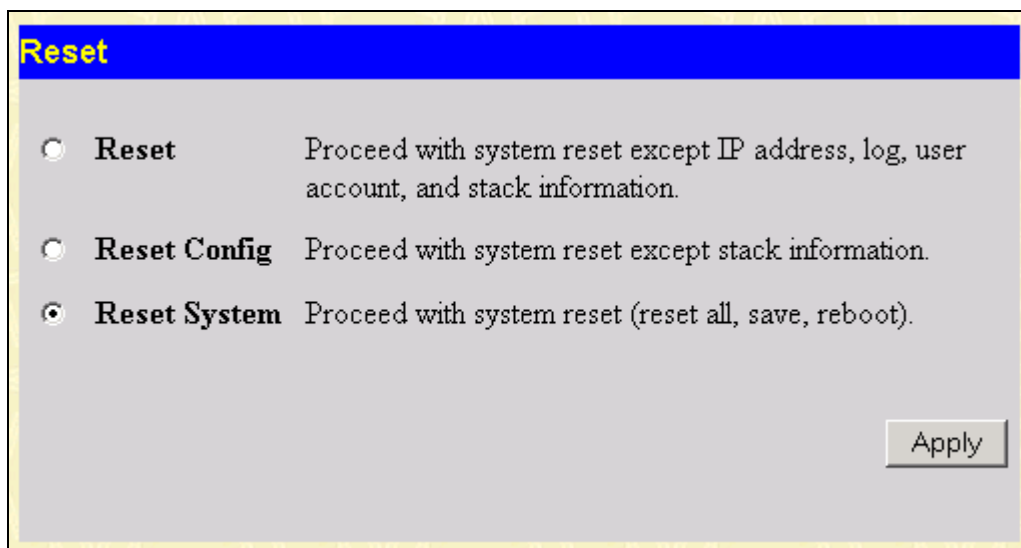 Reset
Reset Proceed with system reset except IP address, log, user
account, and stack information.
Reset Config Proceed with system reset except stack information.
Reset System Proceed with system reset (reset all, save, reboot).
Apply